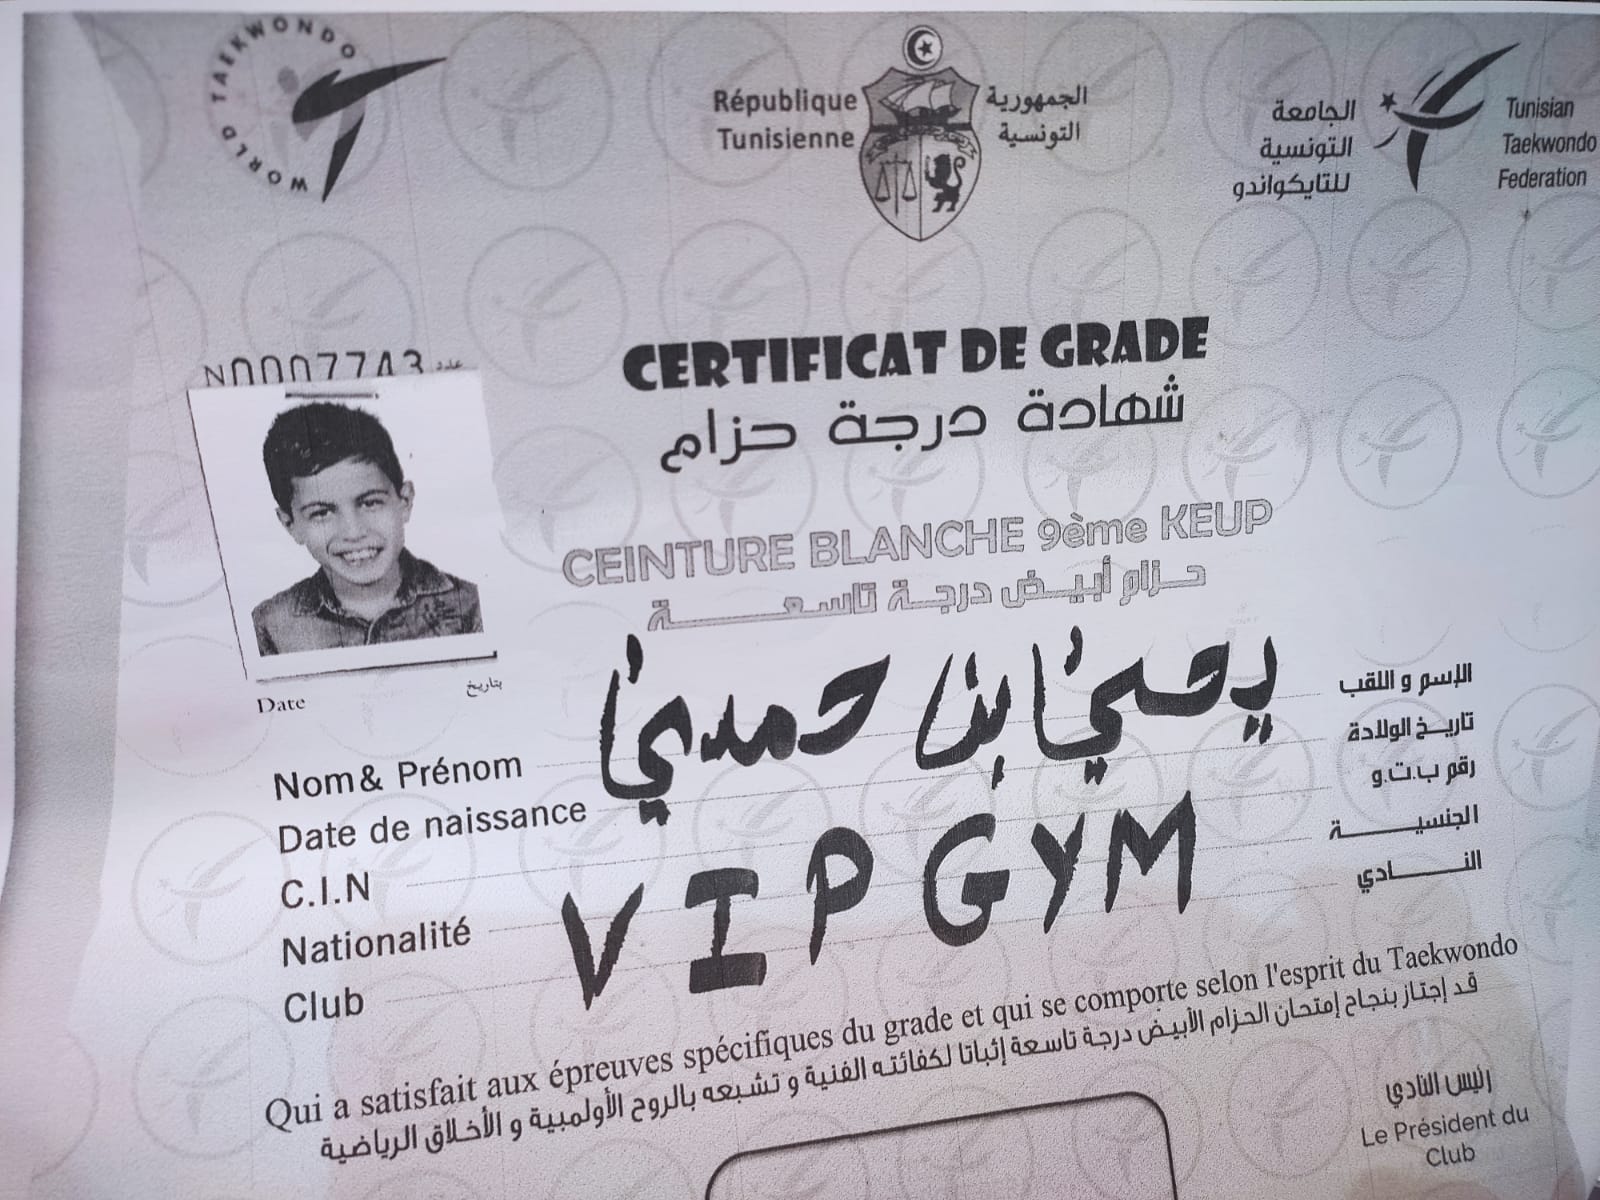 WORLD TAEKWONDO
République
Tunisienne
الجمهورية
التونسية
الجامعة
التونسية
للتايكواندو
Tunisian
Taekwondo
Federation
N0007743 عدد
CERTIFICAT DE GRADE
شهادة درجة حزام
CEINTURE BLANCHE 9ème KEUP
حزام أبيض درجة تاسعة
Date بتاريخ
Nom& Prénom يحيى بن حمدي الإسم و اللقب
Date de naissance تاريخ الولادة
C.I.N رقم ب.ت.و
Nationalité الجنسية
Club VIP GYM النادي
Qui a satisfait aux épreuves spécifiques du grade et qui se comporte selon l'esprit du Taekwondo
قد إجتاز بنجاح إمتحان الحزام الأبيض درجة تاسعة إثباتا لكفائته الفنية و تشبعه بالروح الأولمبية و الأخلاق الرياضية
رئيس النادي
Le Président du
Club